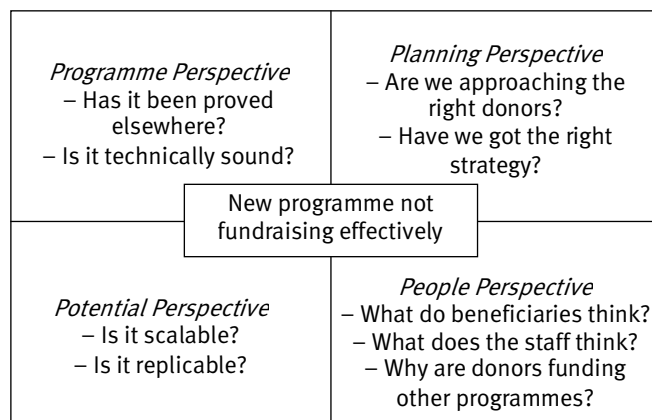 Programme Perspective
– Has it been proved
elsewhere?
– Is it technically sound?
Planning Perspective
– Are we approaching the
right donors?
– Have we got the right
strategy?
New programme not
fundraising effectively
Potential Perspective
– Is it scalable?
– Is it replicable?
People Perspective
– What do beneficiaries think?
– What does the staff think?
– Why are donors funding
other programmes?